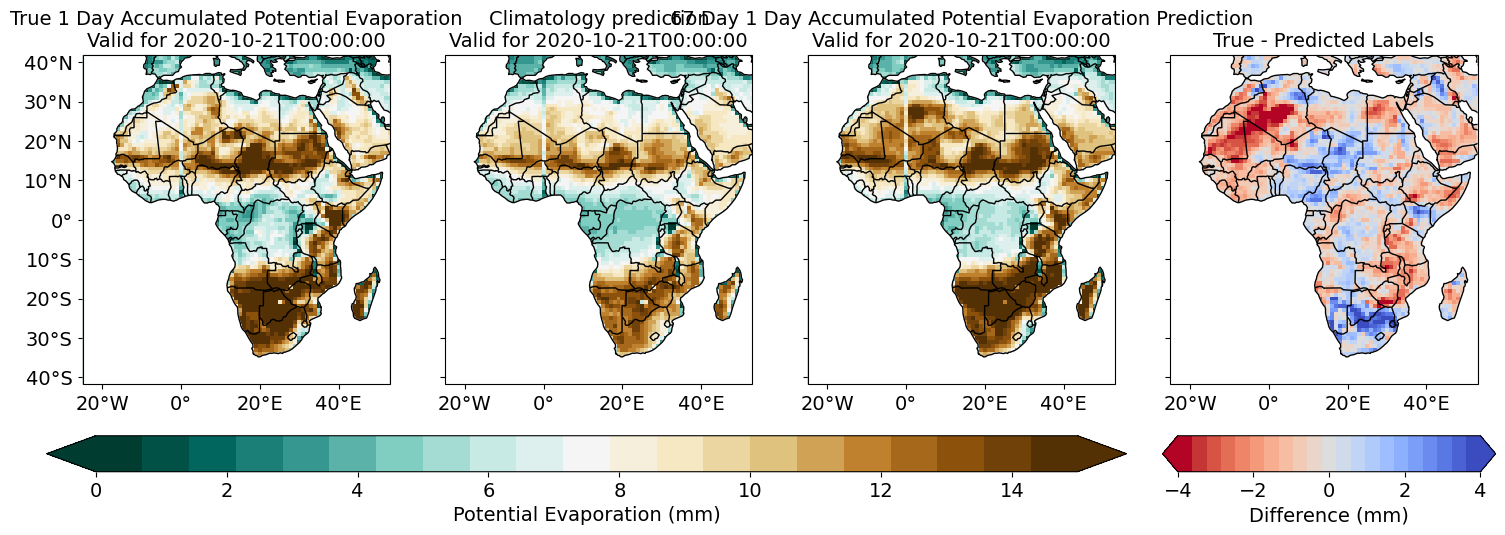 True 1 Day Accumulated Potential Evaporation
Valid for 2020-10-21T00:00:00
Climatology prediction
Valid for 2020-10-21T00:00:00
67 Day 1 Day Accumulated Potential Evaporation Prediction
Valid for 2020-10-21T00:00:00
True - Predicted Labels
40°N
30°N
20°N
10°N
0°
10°S
20°S
30°S
40°S
20°W 0° 20°E 40°E
20°W 0° 20°E 40°E
20°W 0° 20°E 40°E
20°W 0° 20°E 40°E
0 2 4 6 8 10 12 14
Potential Evaporation (mm)
−4 −2 0 2 4
Difference (mm)